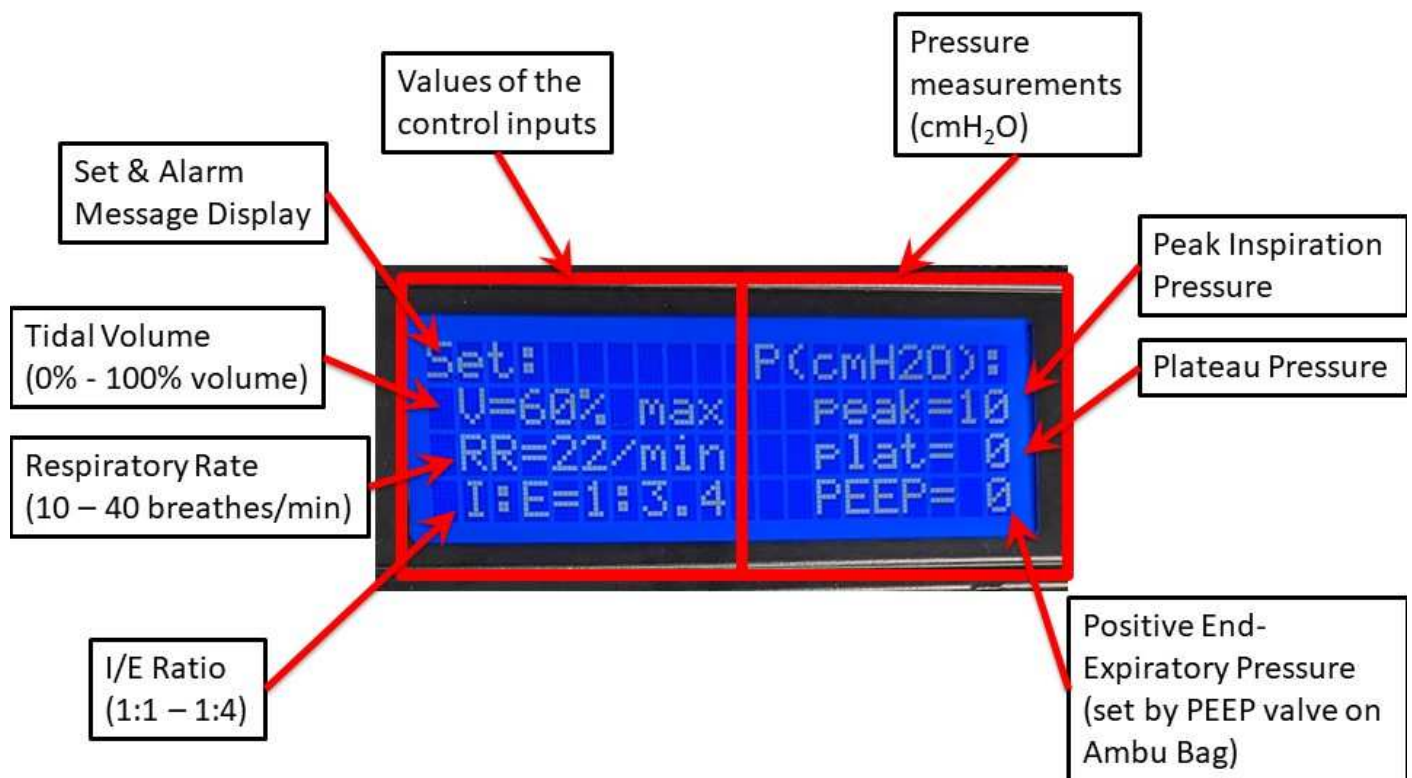 Pressure
measurements
(cmH₂O)
Values of the
control inputs
Set & Alarm
Message Display
Peak Inspiration
Pressure
Tidal Volume
(0% - 100% volume)
Plateau Pressure
Respiratory Rate
(10 – 40 breathes/min)
I/E Ratio
(1:1 – 1:4)
Positive End-
Expiratory Pressure
(set by PEEP valve on
Ambu Bag)
Set:
V=60% max
RR=22/min
I:E=1:3.4
P(cmH2O):
peak=10
plat= 0
PEEP= 0